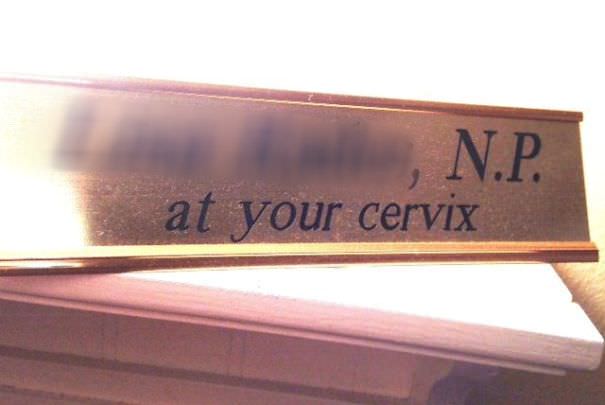 , N.P.
at your cervix